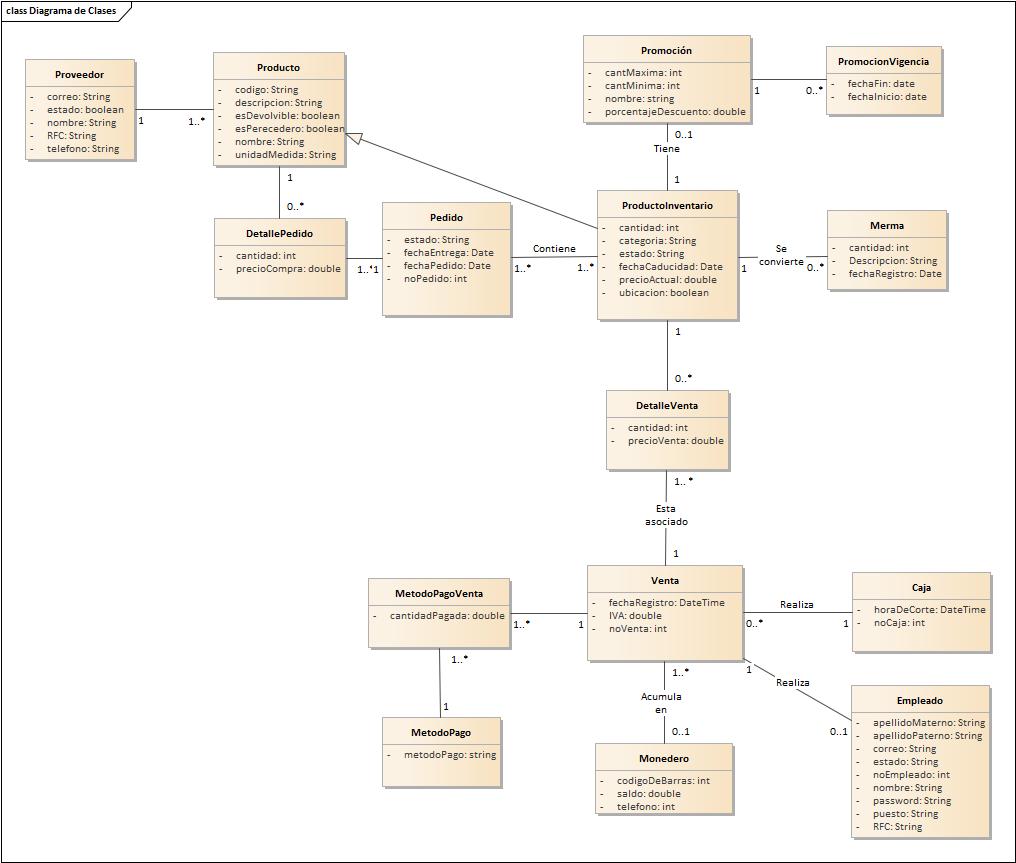 class Diagrama de Clases
Proveedor
- correo: String
- estado: boolean
- nombre: String
- RFC: String
- telefono: String
1
1..*
Producto
- codigo: String
- descripcion: String
- esDevolvible: boolean
- esPerecedero: boolean
- nombre: String
- unidadMedida: String
1
0..*
Promoción
- cantMaxima: int
- cantMinima: int
- nombre: string
- porcentajeDescuento: double
1
0..*
PromocionVigencia
- fechaFin: date
- fechaInicio: date
0..1
Tiene
1
DetallePedido
- cantidad: int
- precioCompra: double
1..*
1
Pedido
- estado: String
- fechaEntrega: Date
- fechaPedido: Date
- noPedido: int
Contiene
1..*
1..*
ProductoInventario
- cantidad: int
- categoria: String
- estado: String
- fechaCaducidad: Date
- precioActual: double
- ubicacion: boolean
1
Se
convierte
0..*
Merma
- cantidad: int
- Descripcion: String
- fechaRegistro: Date
1
0..*
DetalleVenta
- cantidad: int
- precioVenta: double
1..*
Esta
asociado
1
MetodoPagoVenta
- cantidadPagada: double
1..*
1
Venta
- fechaRegistro: DateTime
- IVA: double
- noVenta: int
Realiza
0..*
1
Caja
- horaDeCorte: DateTime
- noCaja: int
1..*
1
MetodoPago
- metodoPago: string
1..*
Acumula
en
0..1
Monedero
- codigoDeBarras: int
- saldo: double
- telefono: int
1
Realiza
0..1
Empleado
- apellidoMaterno: String
- apellidoPaterno: String
- correo: String
- estado: String
- noEmpleado: int
- nombre: String
- password: String
- puesto: String
- RFC: String